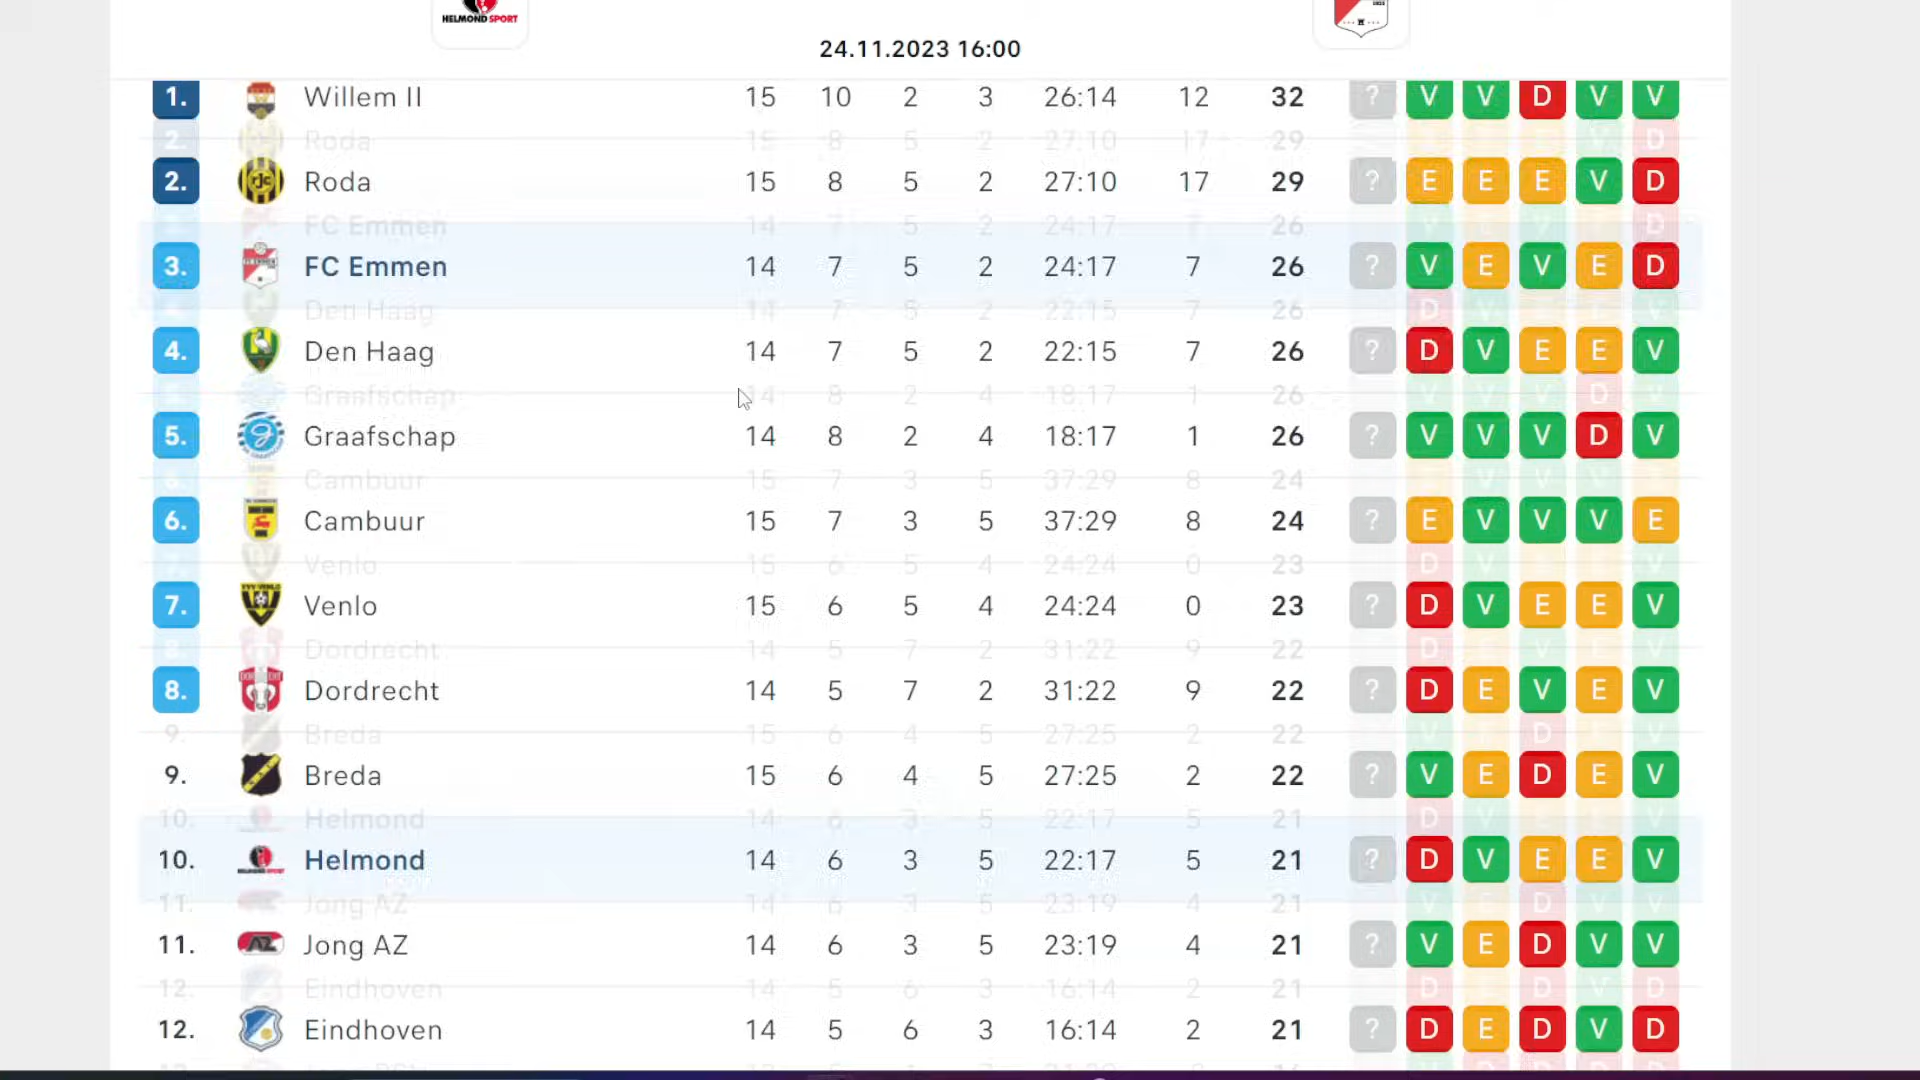 HELMOND SPORT
24.11.2023 16:00
1. Willem II 15 10 2 3 26:14 12 32 ? V V D V V
2. Roda 15 8 5 2 27:10 17 29 ? E E E V D
3. FC Emmen 14 7 5 2 24:17 7 26 ? V E V E D
4. Den Haag 14 7 5 2 22:15 7 26 ? D V E E V
5. Graafschap 14 8 2 4 18:17 1 26 ? V V V D V
6. Cambuur 15 7 3 5 37:29 8 24 ? E V V V E
7. Venlo 15 6 5 4 24:24 0 23 ? D V E E V
8. Dordrecht 14 5 7 2 31:22 9 22 ? D E V E V
9. Breda 15 6 4 5 27:25 2 22 ? V E D E V
10. Helmond 14 6 3 5 22:17 5 21 ? D V E E V
11. Jong AZ 14 6 3 5 23:19 4 21 ? V E D V V
12. Eindhoven 14 5 6 3 16:14 2 21 ? D E D V D